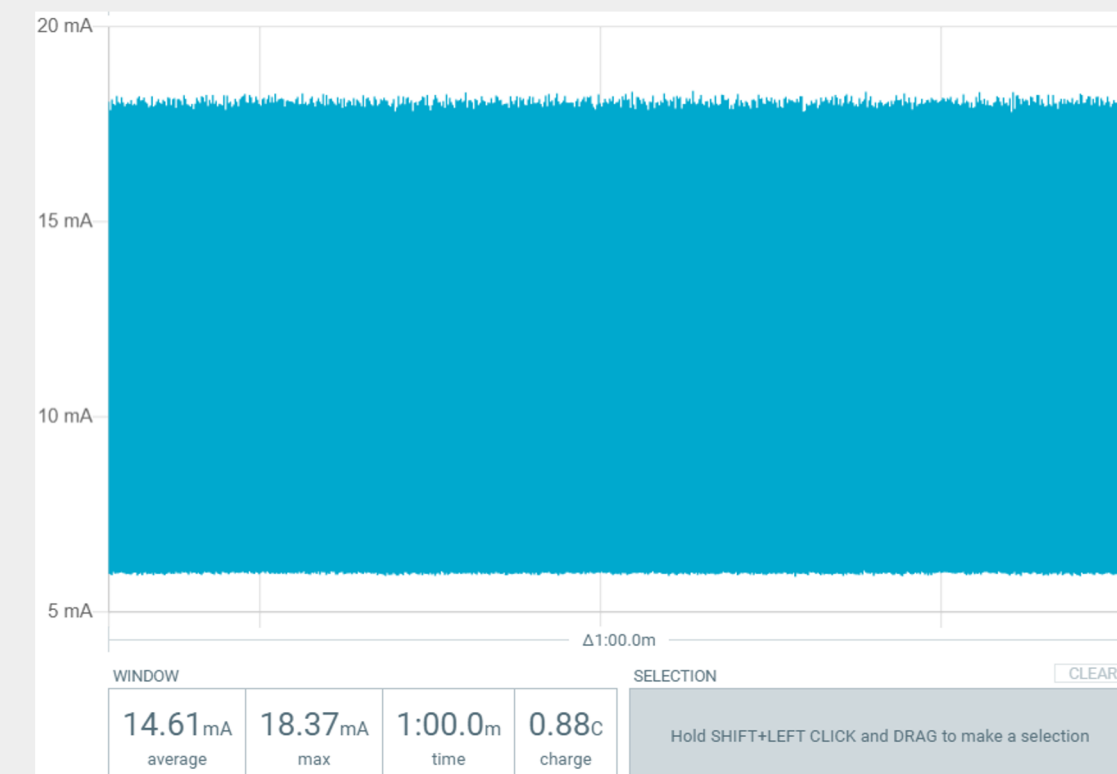 20 mA
15 mA
10 mA
5 mA
Δ1:00.0m
WINDOW
SELECTION
CLEAR
14.61mA
18.37mA
1:00.0m
0.88C
average
max
time
charge
Hold SHIFT+LEFT CLICK and DRAG to make a selection